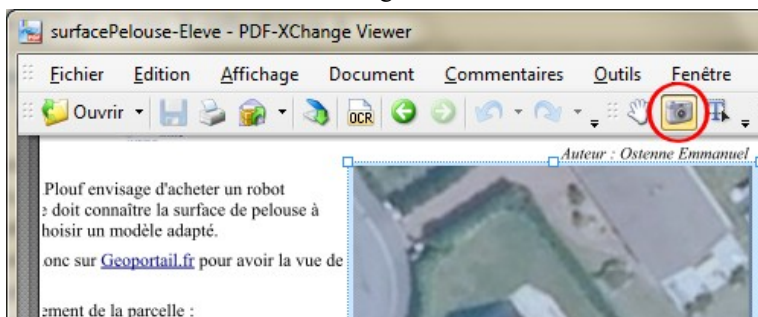 surfacePelouse-Eleve - PDF-XChange Viewer
Fichier Edition Affichage Document Commentaires Outils Fenêtre
Ouvrir OCR T
Auteur : Ostenne Emmanuel
Plouf envisage d'acheter un robot
doit connaître la surface de pelouse à
hoisir un modèle adapté.
onc sur Geoportail.fr pour avoir la vue de
ement de la parcelle :